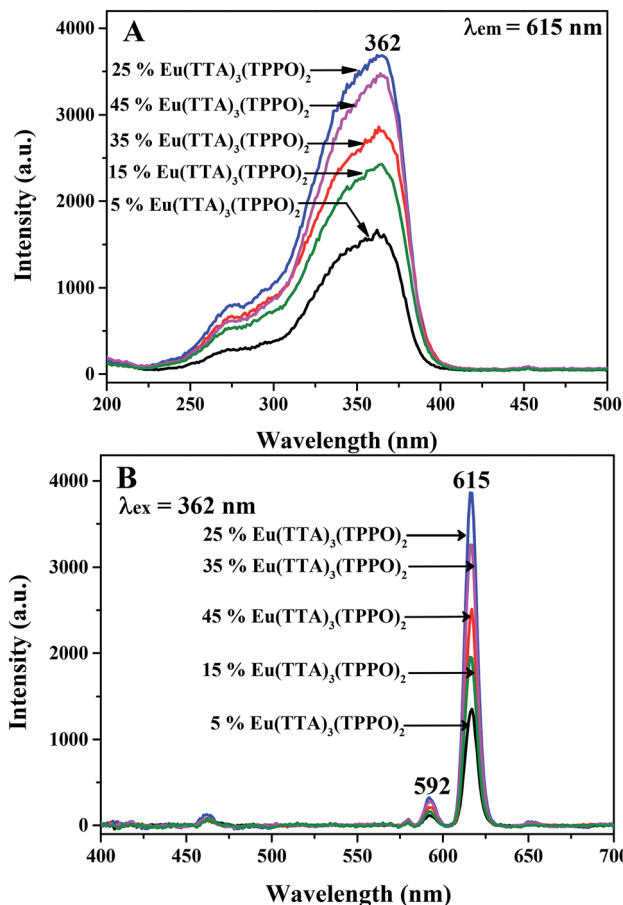 A
λem = 615 nm
362
25 % Eu(TTA)₃(TPPO)₂
45 % Eu(TTA)₃(TPPO)₂
35 % Eu(TTA)₃(TPPO)₂
15 % Eu(TTA)₃(TPPO)₂
5 % Eu(TTA)₃(TPPO)₂
Intensity (a.u.)
4000
3000
2000
1000
0
200 250 300 350 400 450 500
Wavelength (nm)
B
615
λex = 362 nm
25 % Eu(TTA)₃(TPPO)₂
35 % Eu(TTA)₃(TPPO)₂
45 % Eu(TTA)₃(TPPO)₂
15 % Eu(TTA)₃(TPPO)₂
5 % Eu(TTA)₃(TPPO)₂
592
Intensity (a.u.)
4000
3000
2000
1000
0
400 450 500 550 600 650 700
Wavelength (nm)